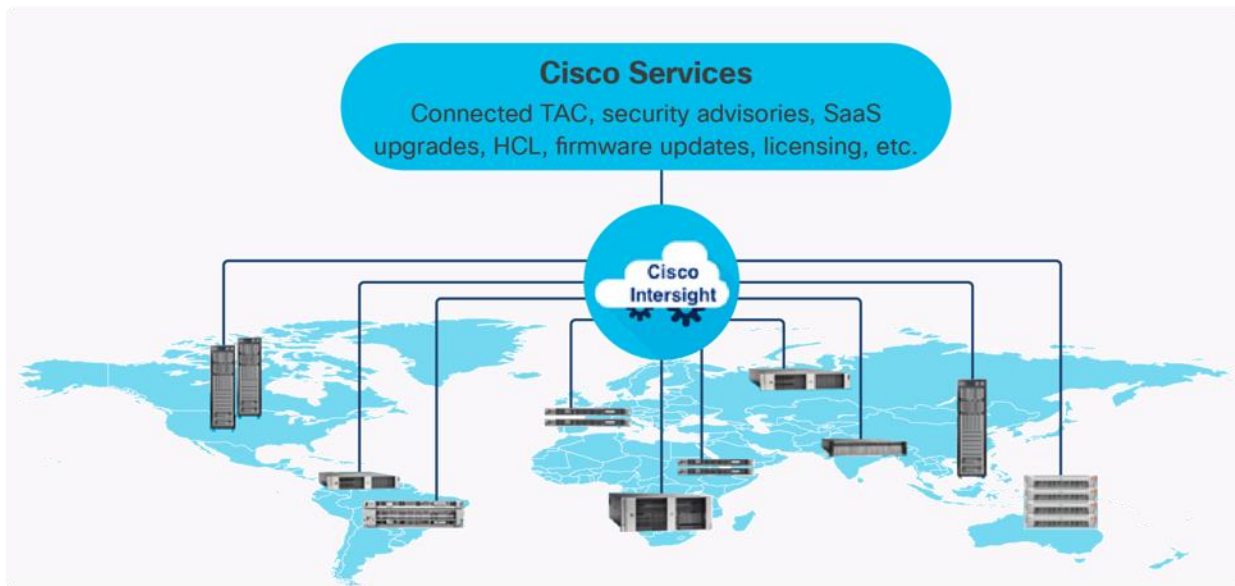 Cisco Services
Connected TAC, security advisories, SaaS
upgrades, HCL, firmware updates, licensing, etc.
Cisco
Intersight